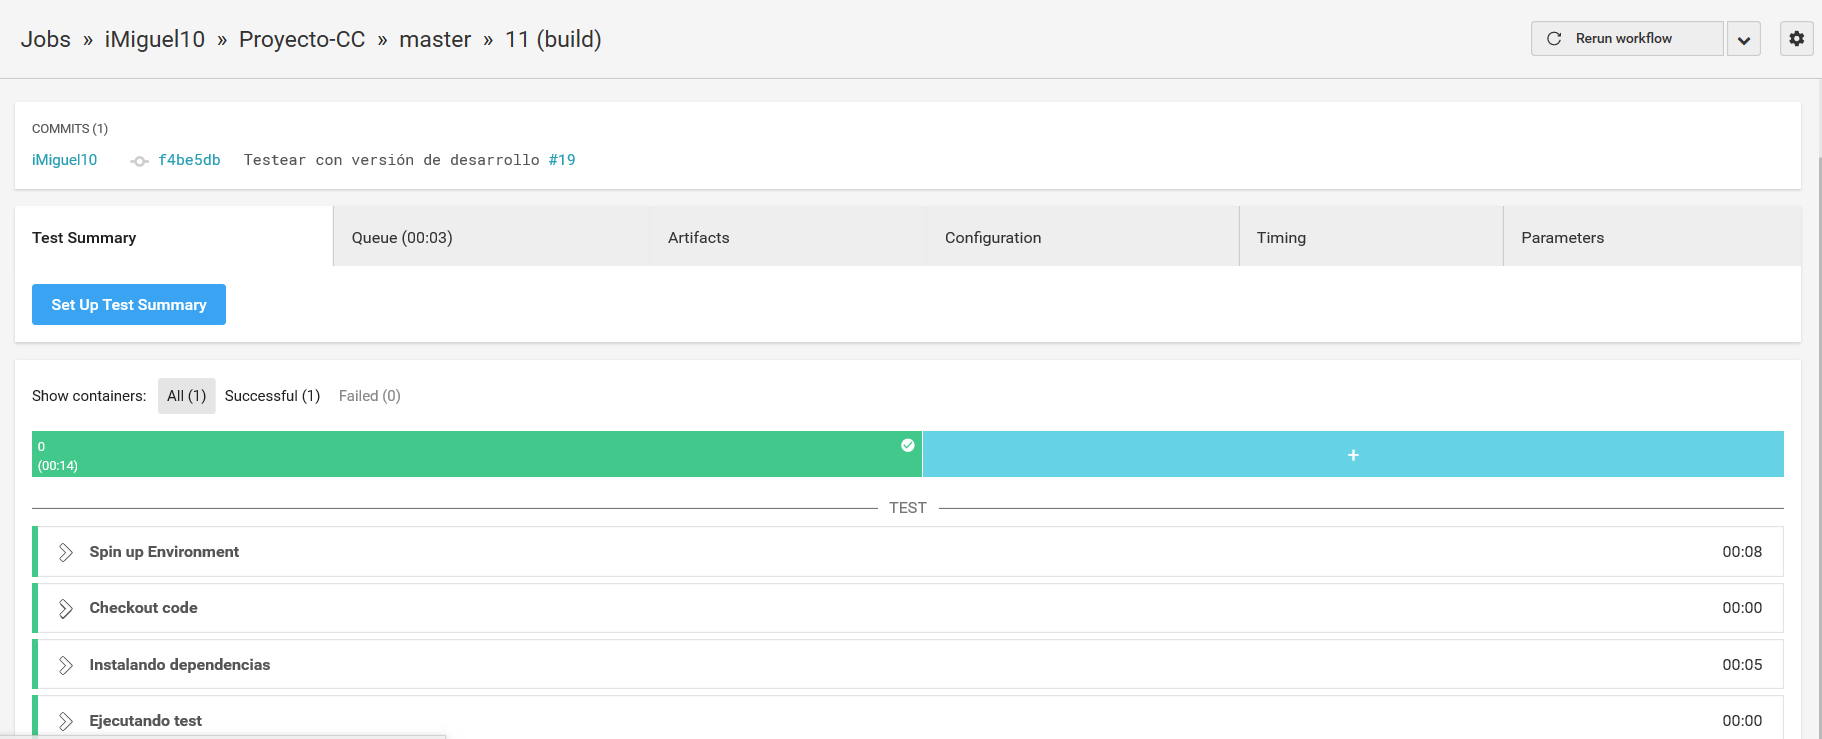 Jobs » iMiguel10 » Proyecto-CC » master » 11 (build)
Rerun workflow
COMMITS (1)
iMiguel10 f4be5db Testear con versión de desarrollo #19
Test Summary
Queue (00:03)
Artifacts
Configuration
Timing
Parameters
Set Up Test Summary
Show containers: All (1) Successful (1) Failed (0)
0
(00:14)
+
TEST
Spin up Environment 00:08
Checkout code 00:00
Instalando dependencias 00:05
Ejecutando test 00:00